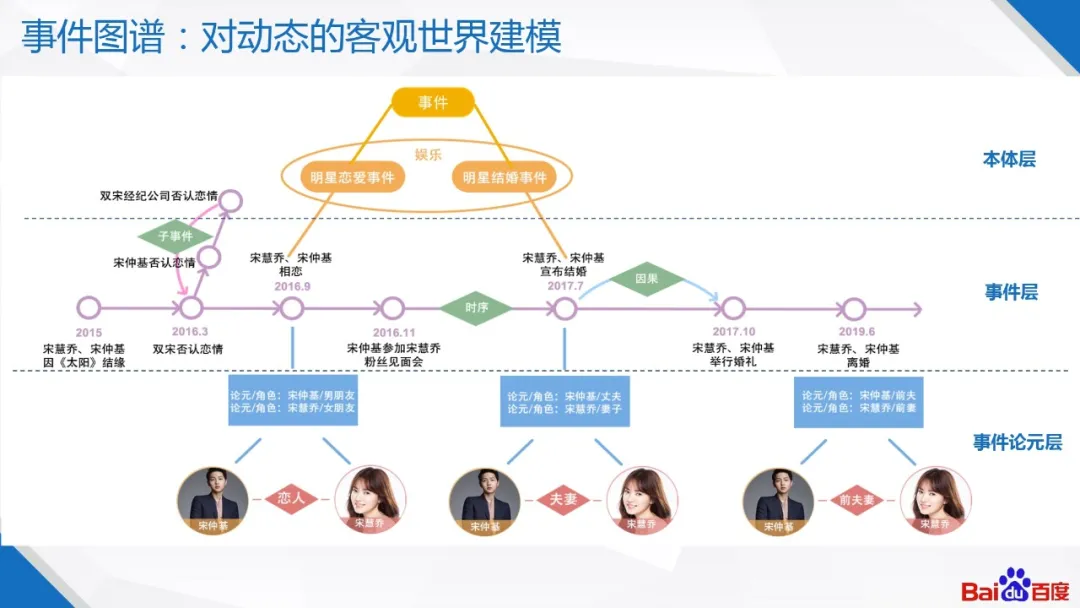 事件图谱：对动态的客观世界建模
事件
娱乐
明星恋爱事件
明星结婚事件
本体层
双宋经纪公司否认恋情
子事件
宋仲基否认恋情
宋慧乔、宋仲基
相恋
2016.9
宋慧乔、宋仲基
宣布结婚
2017.7
因果
事件层
时序
2015
宋慧乔、宋仲基
因《太阳》结缘
2016.3
双宋否认恋情
2016.11
宋仲基参加宋慧乔
粉丝见面会
2017.10
宋慧乔、宋仲基
举行婚礼
2019.6
宋慧乔、宋仲基
离婚
论元/角色：宋仲基/男朋友
论元/角色：宋慧乔/女朋友
论元/角色：宋仲基/丈夫
论元/角色：宋慧乔/妻子
论元/角色：宋仲基/前夫
论元/角色：宋慧乔/前妻
事件论元层
宋仲基
恋人
宋慧乔
宋仲基
夫妻
宋慧乔
宋仲基
前夫妻
宋慧乔
Bai du 百度